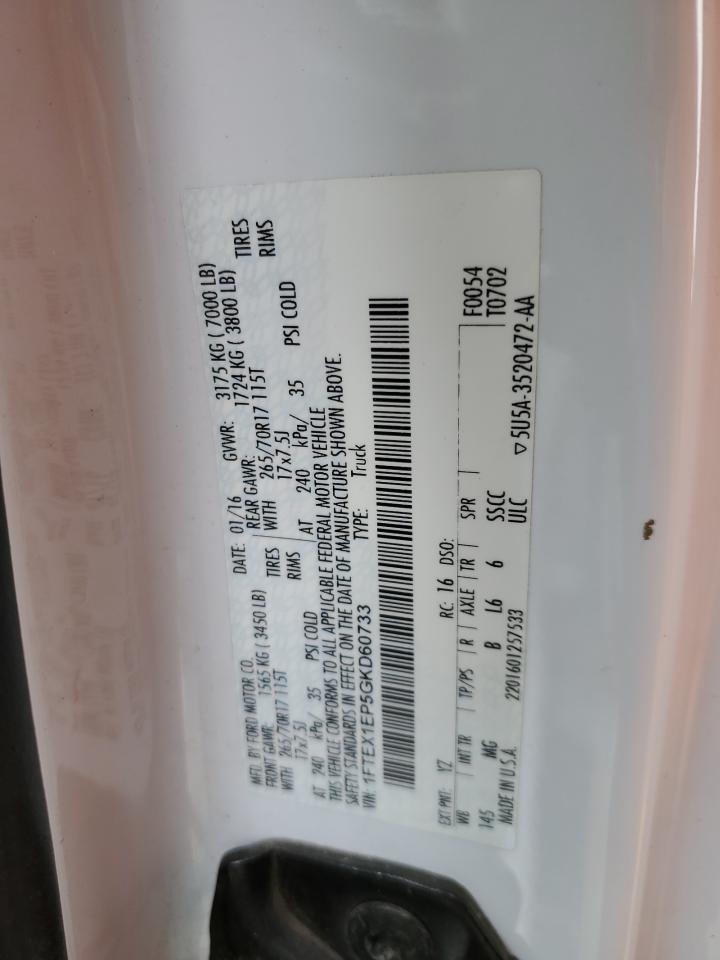 MFD. BY FORD MOTOR CO. DATE: 01/16 GVWR: 3175 KG ( 7000 LB)
FRONT GAWR: 1565 KG ( 3450 LB) REAR GAWR: 1724 KG ( 3800 LB)
WITH 265/70R17 115T TIRES WITH 265/70R17 115T TIRES
17x7.5J RIMS 17x7.5J RIMS
AT 240 kPa/ 35 PSI COLD AT 240 kPa/ 35 PSI COLD
THIS VEHICLE CONFORMS TO ALL APPLICABLE FEDERAL MOTOR VEHICLE
SAFETY STANDARDS IN EFFECT ON THE DATE OF MANUFACTURE SHOWN ABOVE.
VIN: 1FTEX1EP5GKD60733 TYPE: Truck
EXT PNT: YZ RC: 16 DSO: F0054
WB INT TR TP/PS R AXLE TR SPR T0702
145 MG B L6 6 SSCC
MADE IN U.S.A. 2201601257533 ULC ▽5U5A-3520472-AA